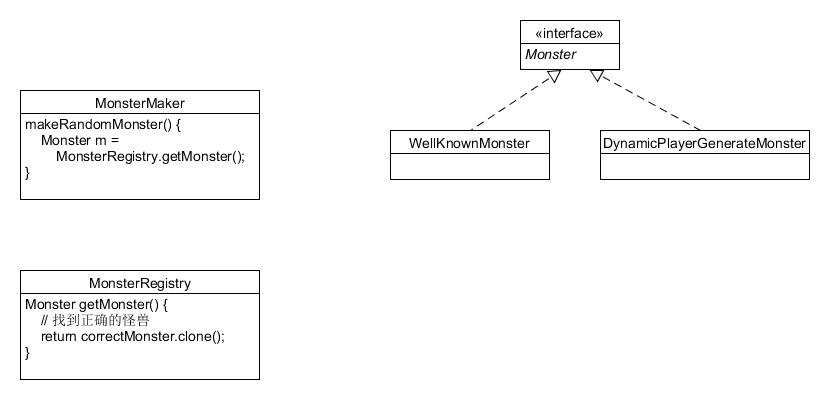 «interface»
Monster
MonsterMaker
makeRandomMonster() {
Monster m =
MonsterRegistry.getMonster();
}
WellKnownMonster
DynamicPlayerGenerateMonster
MonsterRegistry
Monster getMonster() {
// 找到正确的怪兽
return correctMonster.clone();
}